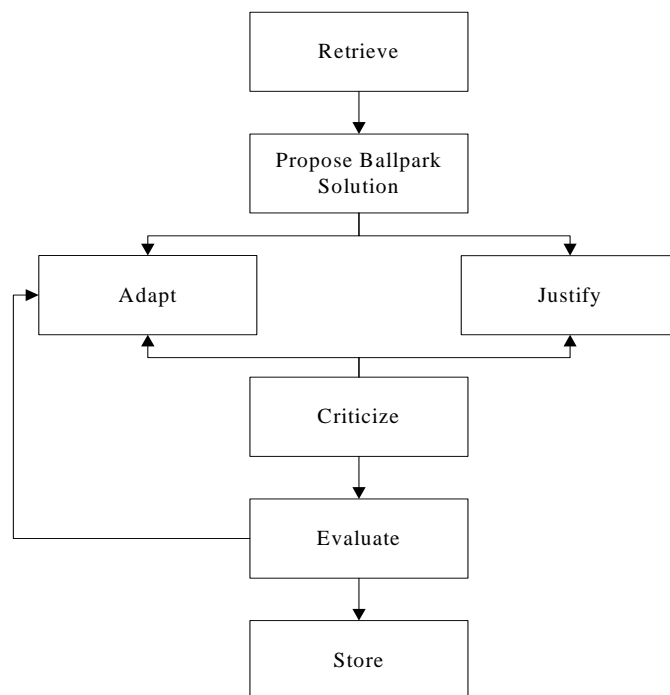 Retrieve
Propose Ballpark
Solution
Adapt
Justify
Criticize
Evaluate
Store